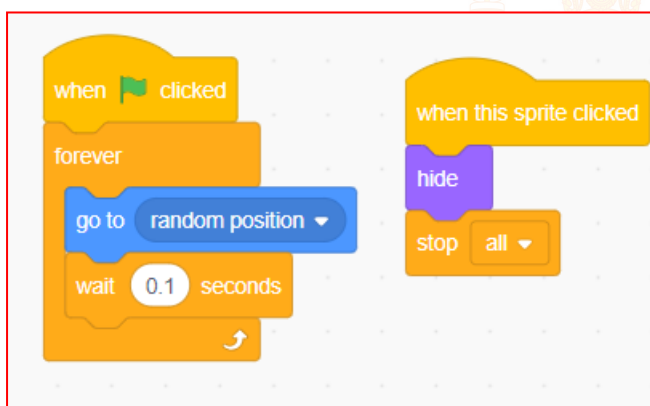 when clicked
forever
go to random position
wait 0.1 seconds
when this sprite clicked
hide
stop all